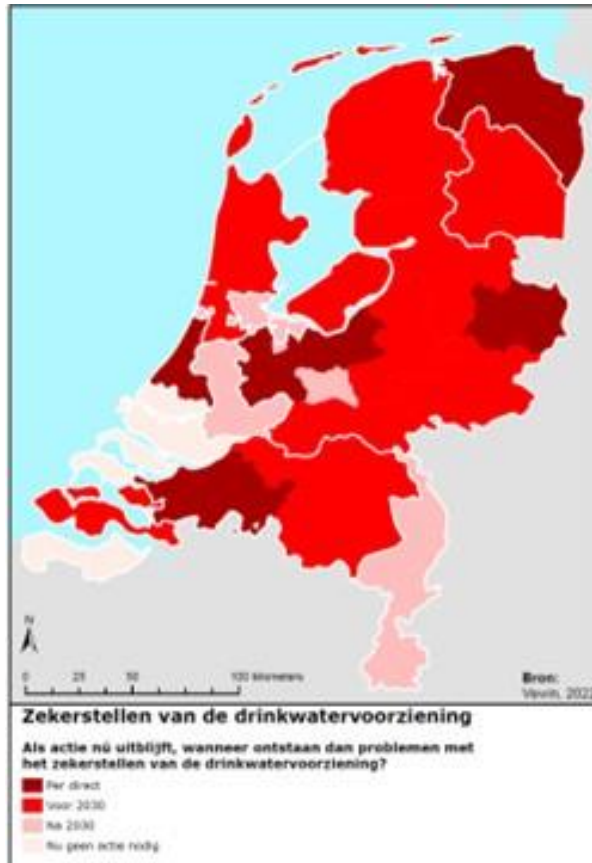 N
0 25 50 100 kilometers
Bron:
Vewin, 2022
Zekerstellen van de drinkwatervoorziening
Als actie nú uitblijft, wanneer ontstaan dan problemen met
het zekerstellen van de drinkwatervoorziening?
Per direct
Voor 2030
Na 2030
Nu geen actie nodig